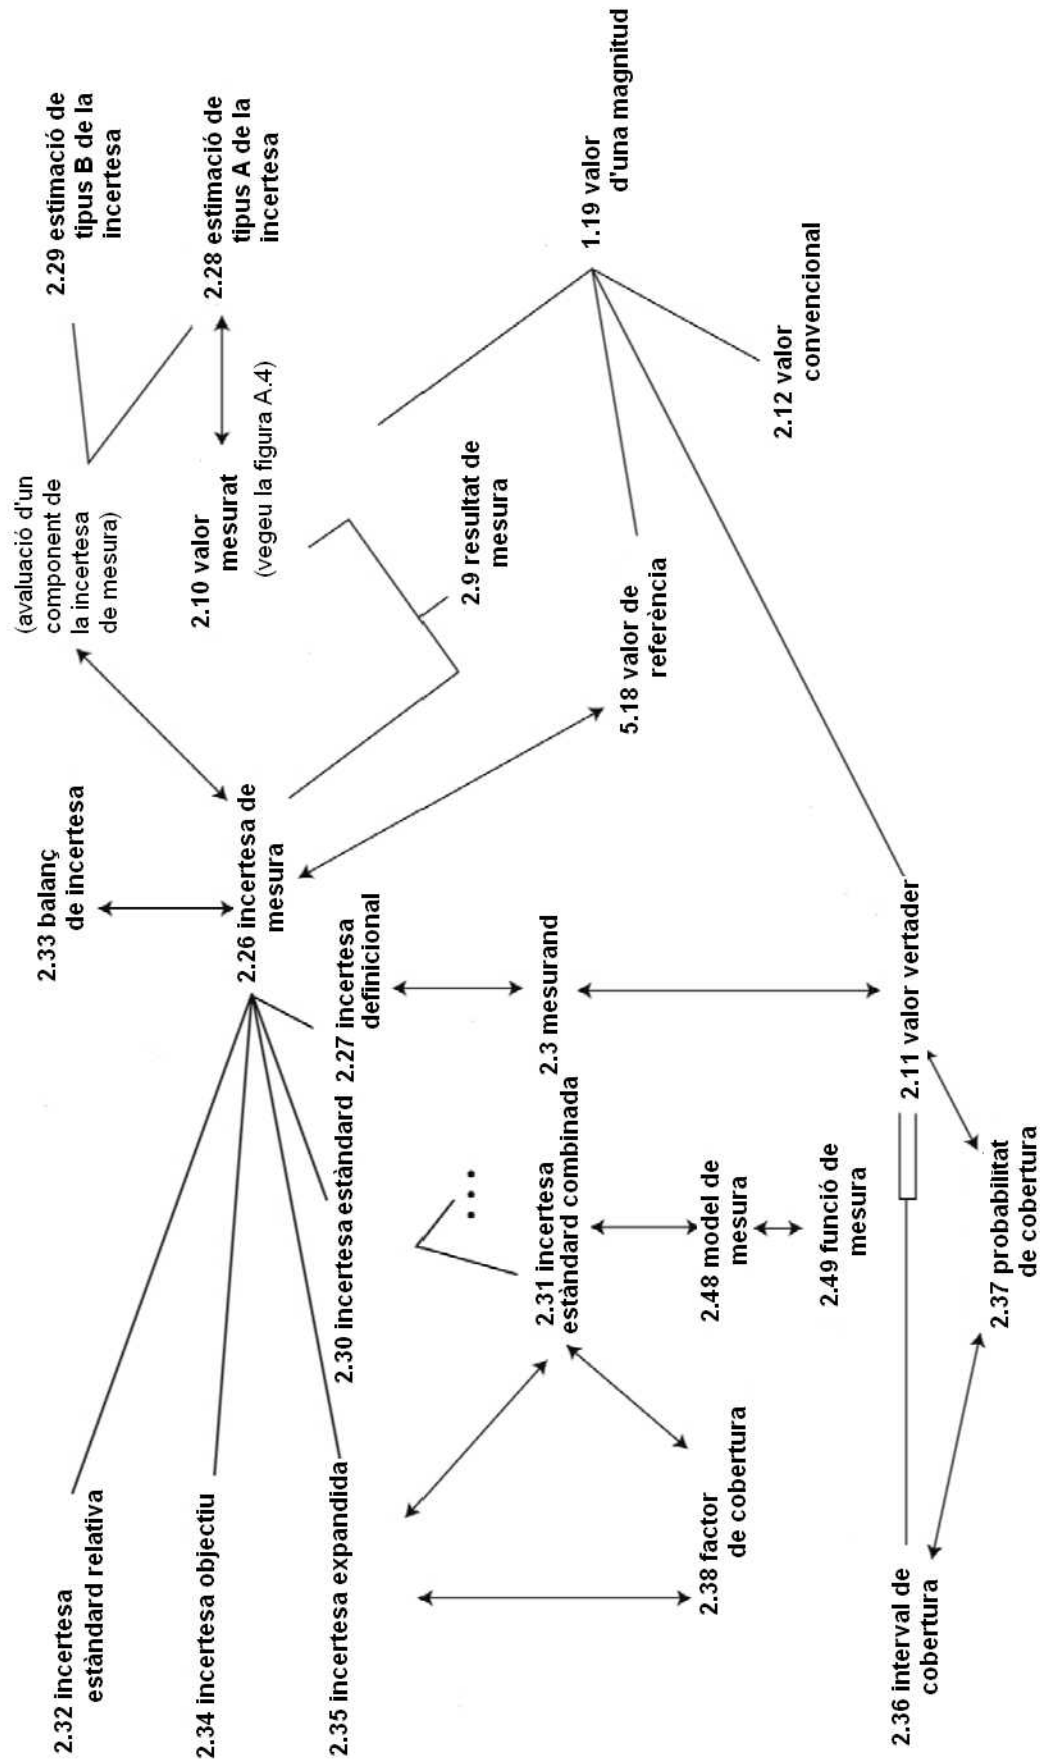 2.33 balanç
de incertesa
(avaluació d'un
component de
la incertesa
de mesura)
2.29 estimació de
tipus B de la
incertesa
2.32 incertesa
estàndard relativa
2.34 incertesa objectiu
2.26 incertesa de
mesura
2.10 valor
mesurat
(vegeu la figura A.4)
2.28 estimació de
tipus A de la
incertesa
2.35 incertesa expandida
2.30 incertesa estàndard
2.27 incertesa
definicional
2.9 resultat de
mesura
2.31 incertesa
estàndard combinada
...
2.3 mesurand
5.18 valor de
referència
1.19 valor
d'una magnitud
2.38 factor
de cobertura
2.48 model de
mesura
2.12 valor
convencional
2.49 funció de
mesura
2.36 interval de
cobertura
2.11 valor vertader
2.37 probabilitat
de cobertura